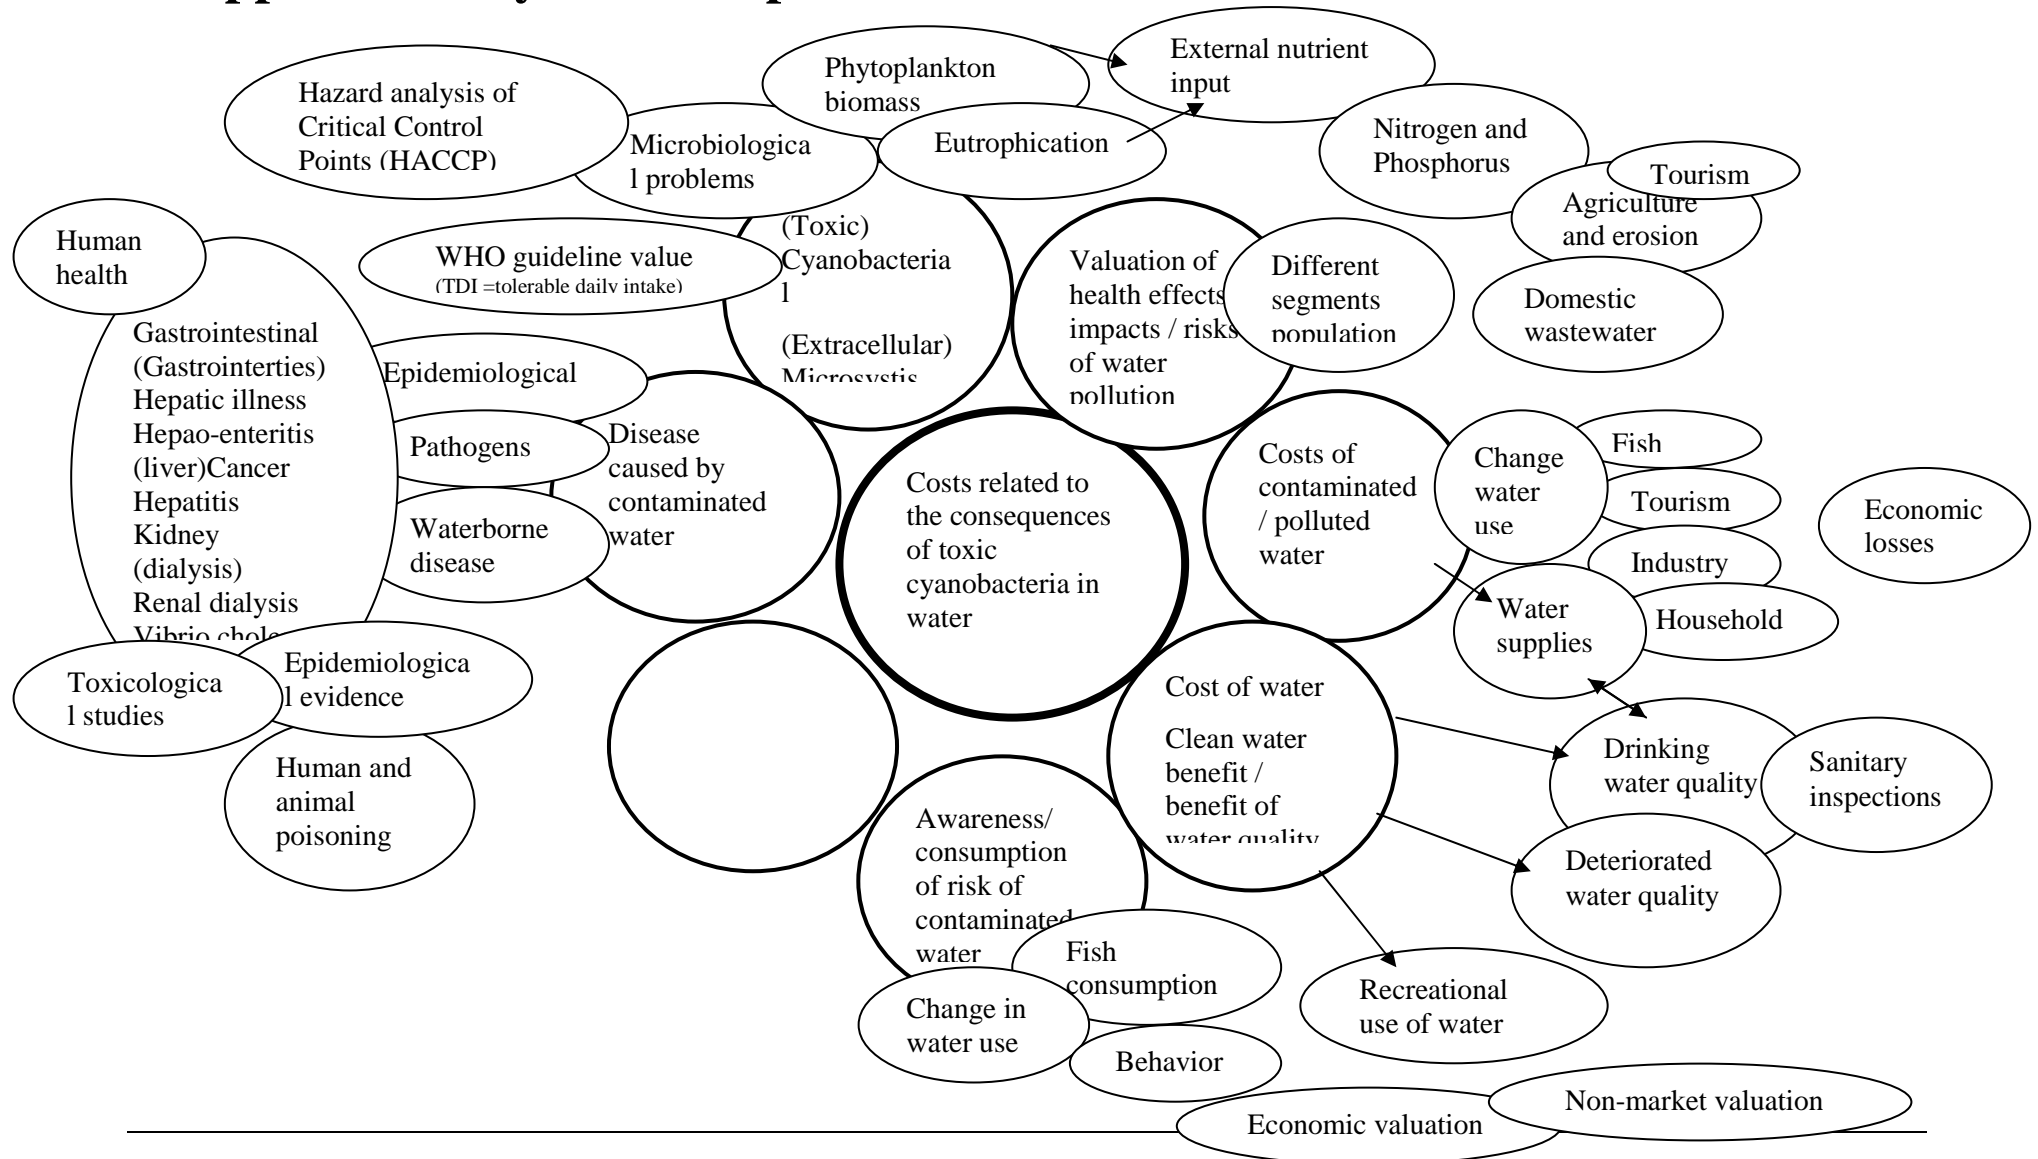 External nutrient
input
Phytoplankton
biomass
Hazard analysis of
Critical Control
Points (HACCP)
Nitrogen and
Phosphorus
Microbiologica
l problems
Eutrophication
Tourism
Agriculture
and erosion
Human
health
(Toxic)
Cyanobacteria
l
(Extracellular)
Microsystis
WHO guideline value
(TDI =tolerable daily intake)
Valuation of
health effects
impacts / risks
of water
pollution
Different
segments
population
Domestic
wastewater
Gastrointestinal
(Gastrointerties)
Hepatic illness
Hepao-enteritis
(liver)Cancer
Hepatitis
Kidney
(dialysis)
Renal dialysis
Epidemiological
Pathogens
Waterborne
disease
Disease
caused by
contaminated
water
Costs related to
the consequences
of toxic
cyanobacteria in
water
Costs of
contaminated
/ polluted
water
Change
water
use
Fish
Tourism
Industry
Household
Economic
losses
Water
supplies
Epidemiologica
l evidence
Toxicologica
l studies
Human and
animal
poisoning
Cost of water
Clean water
benefit /
benefit of
water quality
Drinking
water quality
Sanitary
inspections
Deteriorated
water quality
Awareness/
consumption
of risk of
contaminated
water
Fish
consumption
Change in
water use
Behavior
Recreational
use of water
Non-market valuation
Economic valuation